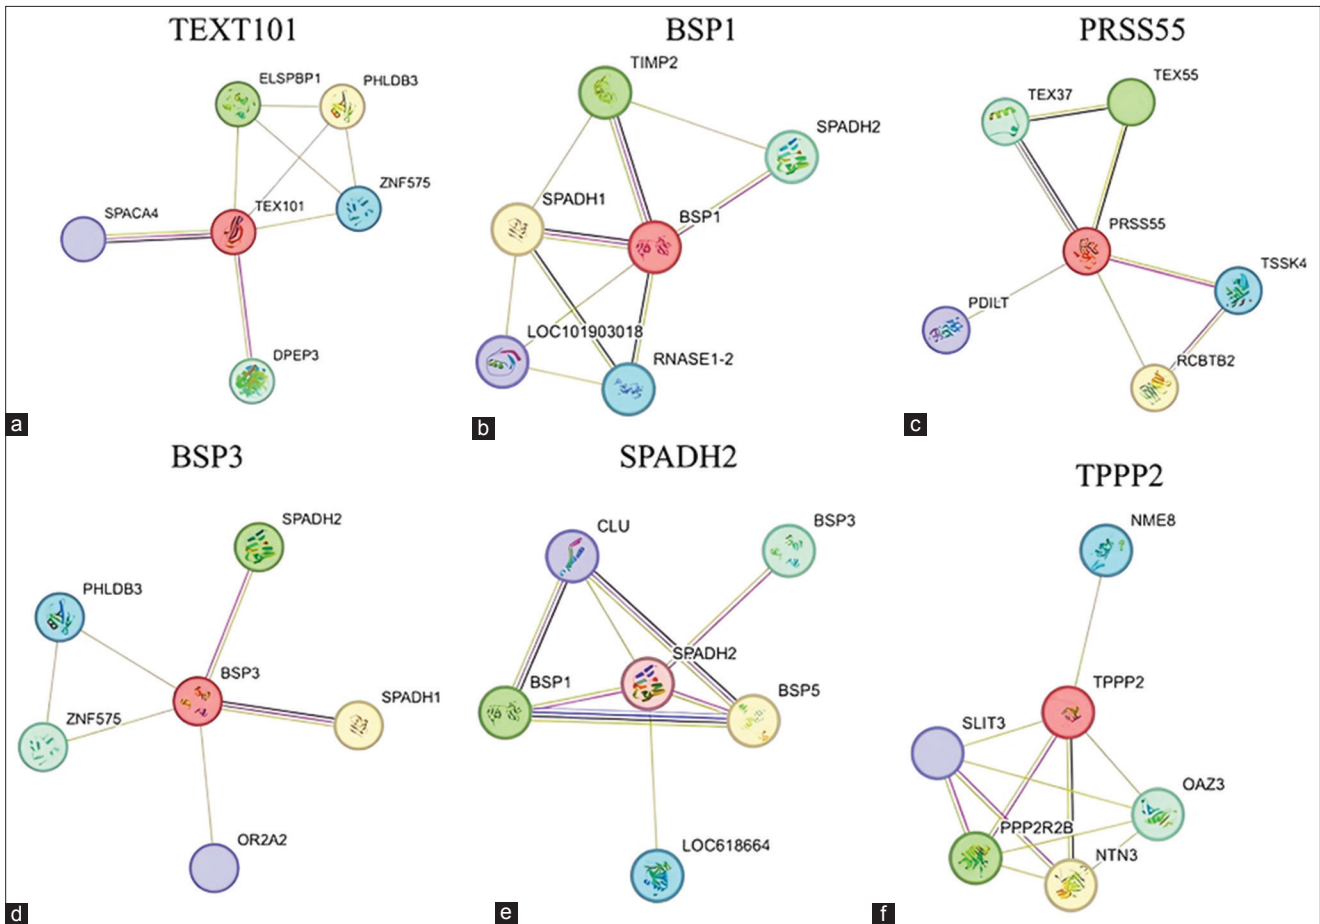 TEXT101
ELSPBP1
PHLDB3
ZNF575
SPACA4
TEX101
DPEP3
a
BSP1
TIMP2
SPADH2
SPADH1
BSP1
LOC101903018
RNASE1-2
b
PRSS55
TEX55
TEX37
PRSS55
TSSK4
PDILT
RCBTB2
c
BSP3
SPADH2
PHLDB3
BSP3
SPADH1
ZNF575
OR2A2
d
SPADH2
CLU
BSP3
SPADH2
BSP1
BSP5
LOC618664
e
TPPP2
NME8
TPPP2
SLIT3
OAZ3
PPP2R2B
NTN3
f